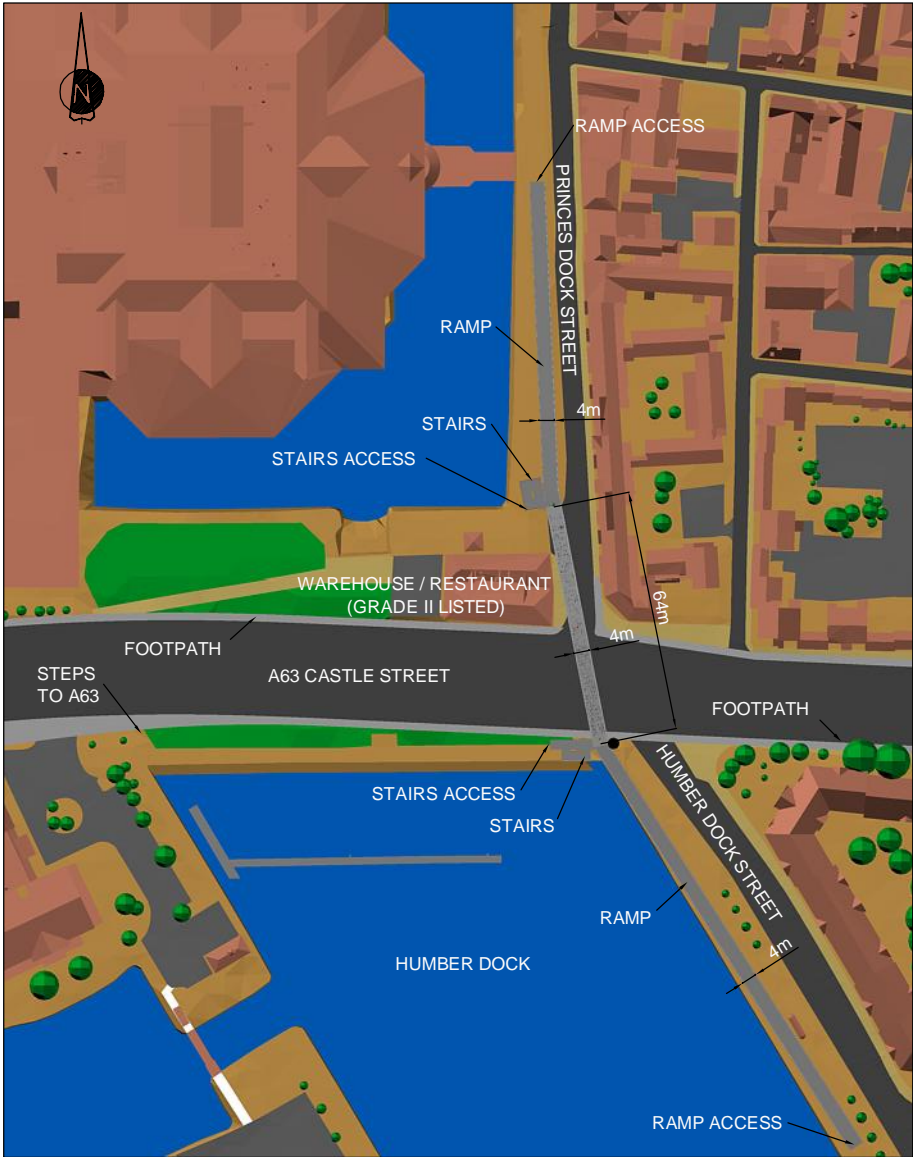 N
RAMP ACCESS
PRINCES DOCK STREET
RAMP
4m
STAIRS
STAIRS ACCESS
WAREHOUSE / RESTAURANT
(GRADE II LISTED)
64m
4m
FOOTPATH
A63 CASTLE STREET
STEPS
TO A63
FOOTPATH
HUMBER DOCK STREET
STAIRS ACCESS
STAIRS
RAMP
4m
HUMBER DOCK
RAMP ACCESS